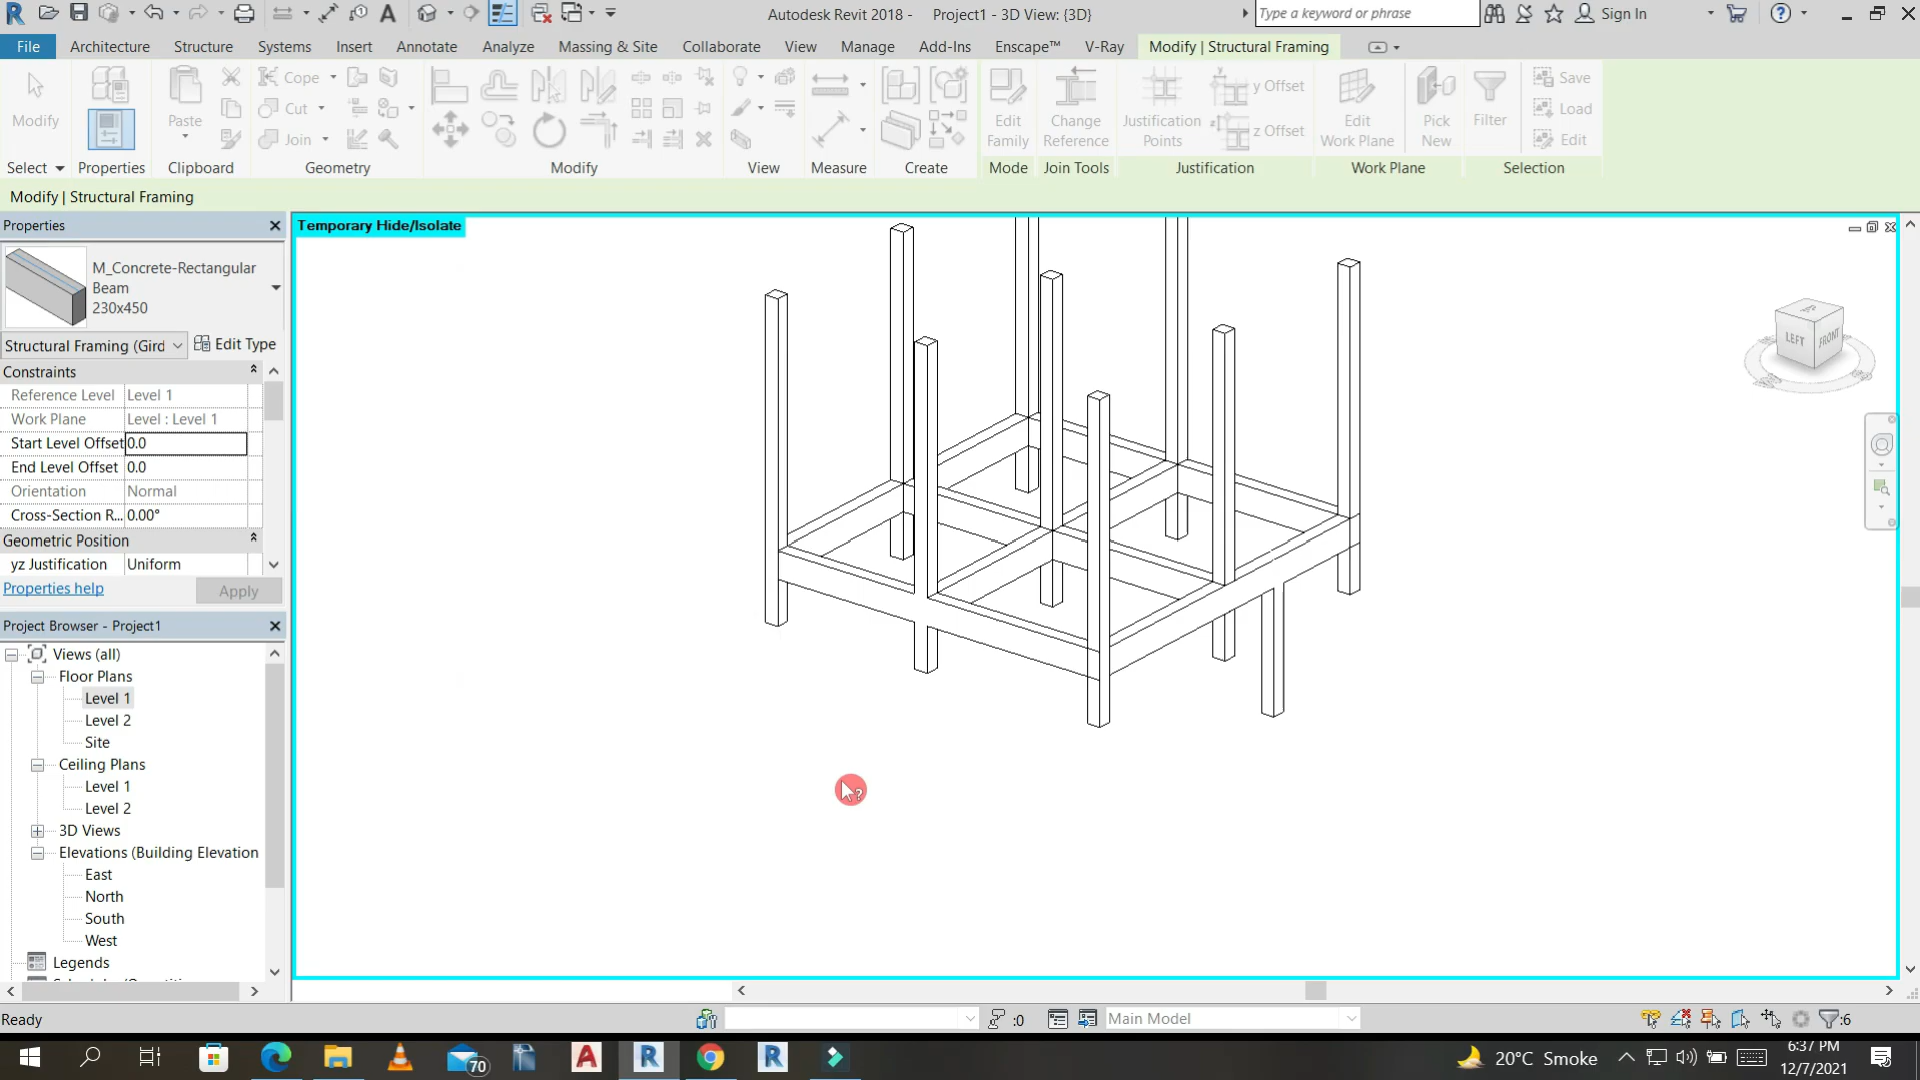 Autodesk Revit 2018 - Project1 - 3D View: {3D}
Type a keyword or phrase
Sign In
File Architecture Structure Systems Insert Annotate Analyze Massing & Site Collaborate View Manage Add-Ins Enscape™ V-Ray Modify | Structural Framing
Modify
Paste
Cope
Cut
Join
Edit Family
Change Reference
Justification Points
y Offset
z Offset
Edit Work Plane
Pick New
Filter
Save
Load
Edit
Select Properties Clipboard Geometry Modify View Measure Create Mode Join Tools Justification Work Plane Selection
Modify | Structural Framing
Properties
M_Concrete-Rectangular
Beam
230x450
Structural Framing (Gird Edit Type
Constraints
Reference Level Level 1
Work Plane Level : Level 1
Start Level Offset 0.0
End Level Offset 0.0
Orientation Normal
Cross-Section R... 0.00°
Geometric Position
yz Justification Uniform
Properties help Apply
Project Browser - Project1
Views (all)
Floor Plans
Level 1
Level 2
Site
Ceiling Plans
Level 1
Level 2
3D Views
Elevations (Building Elevation
East
North
South
West
Legends
Temporary Hide/Isolate
LEFT
FRONT
Ready
:0
Main Model
:6
70
20°C Smoke
6:37 PM
12/7/2021